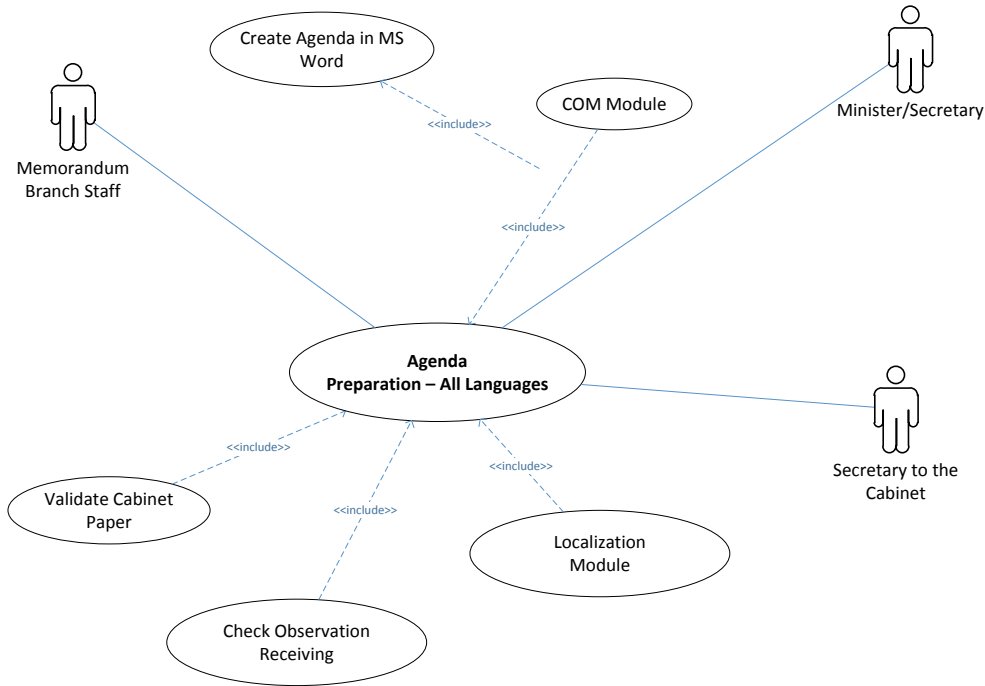 Create Agenda in MS
Word
COM Module
<<include>>
Minister/Secretary
Memorandum
Branch Staff
<<include>>
Agenda
Preparation – All Languages
<<include>>
<<include>>
Secretary to the
Cabinet
Validate Cabinet
Paper
<<include>>
Localization
Module
Check Observation
Receiving